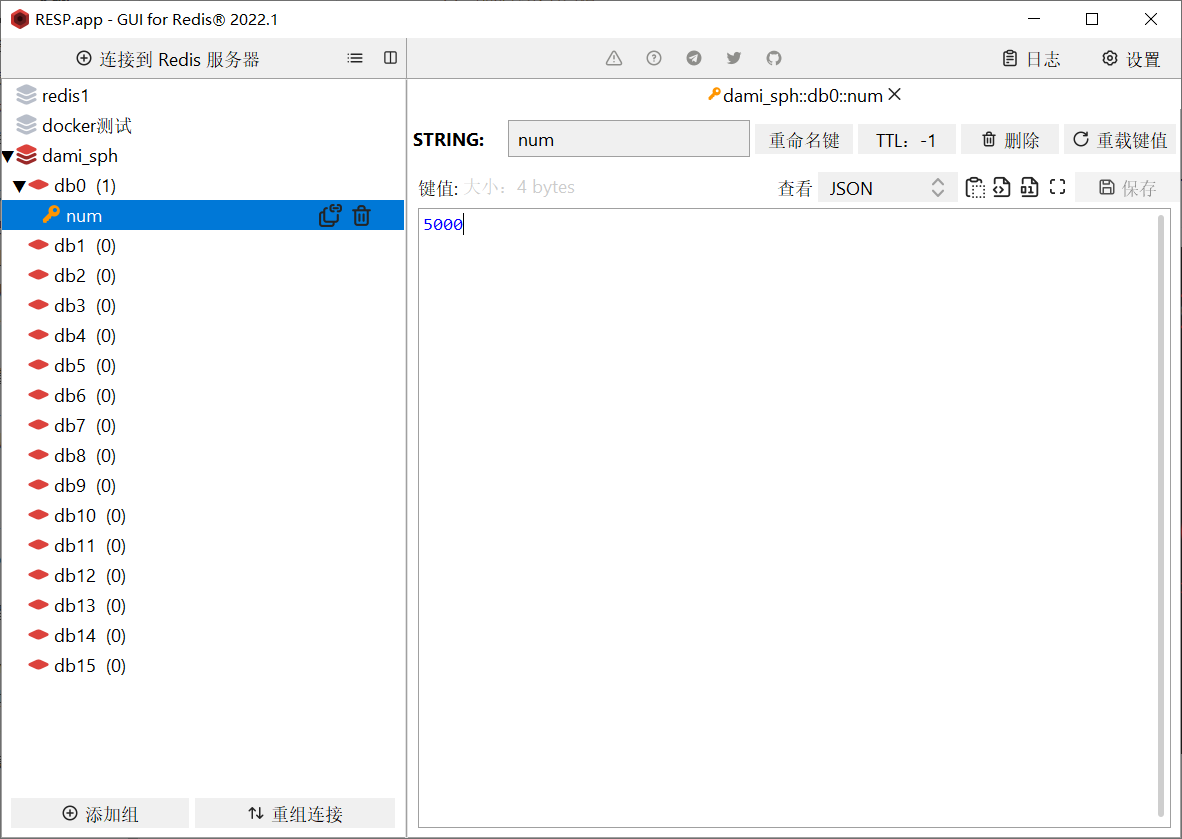 RESP.app - GUI for Redis® 2022.1
连接到 Redis 服务器
日志
设置
redis1
docker测试
dami_sph
db0 (1)
num
db1 (0)
db2 (0)
db3 (0)
db4 (0)
db5 (0)
db6 (0)
db7 (0)
db8 (0)
db9 (0)
db10 (0)
db11 (0)
db12 (0)
db13 (0)
db14 (0)
db15 (0)
添加组
重组连接
dami_sph::db0::num
STRING: num 重命名键 TTL: -1 删除 重载键值
键值: 大小: 4 bytes 查看 JSON 保存
5000